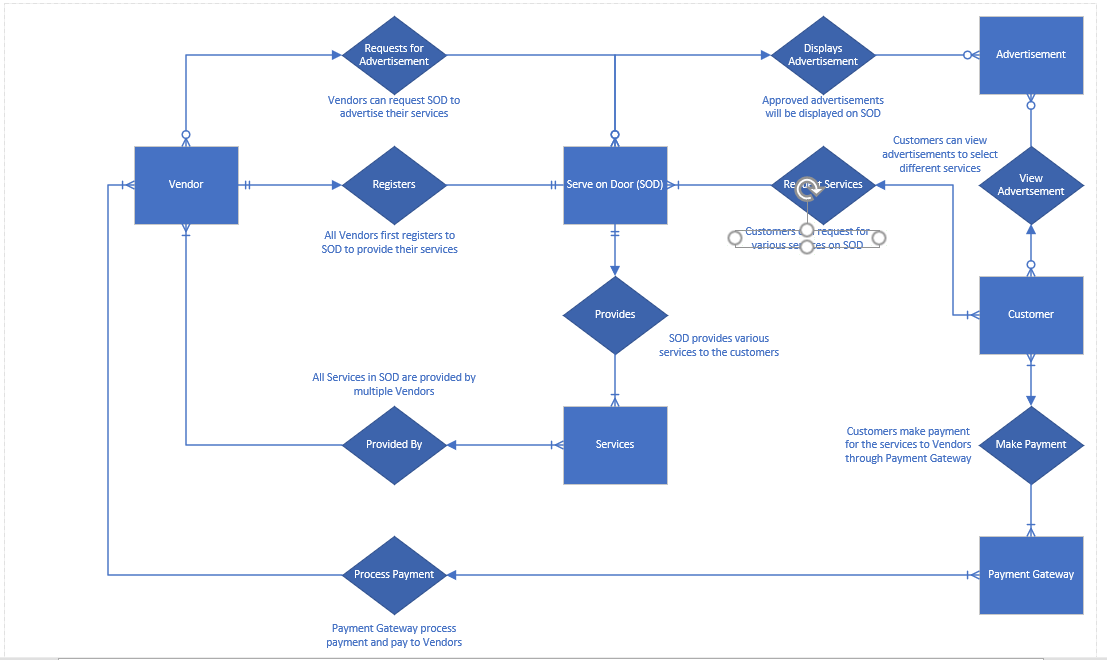 Requests for
Advertisement
Displays
Advertisement
Advertisement
Vendors can request SOD to
advertise their services
Approved advertisements
will be displayed on SOD
Customers can view
advertisements to select
different services
Vendor
Registers
Serve on Door (SOD)
Services
View
Advertsement
All Vendors first registers to
SOD to provide their services
Customers request for
various on SOD
Provides
Customer
SOD provides various
services to the customers
All Services in SOD are provided by
multiple Vendors
Provided By
Services
Customers make payment
for the services to Vendors
through Payment Gateway
Make Payment
Process Payment
Payment Gateway
Payment Gateway process
payment and pay to Vendors